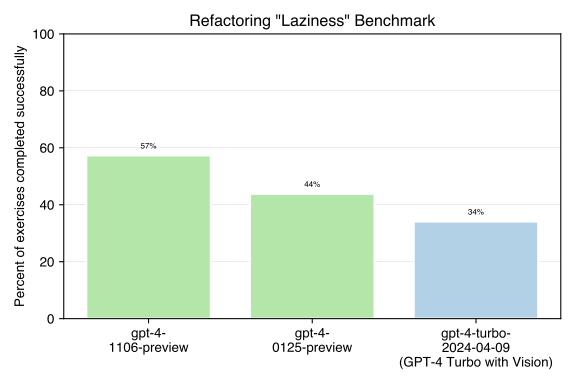 Refactoring "Laziness" Benchmark
Percent of exercises completed successfully
100
80
60
40
20
0
57%
44%
34%
gpt-4-
1106-preview
gpt-4-
0125-preview
gpt-4-turbo-
2024-04-09
(GPT-4 Turbo with Vision)